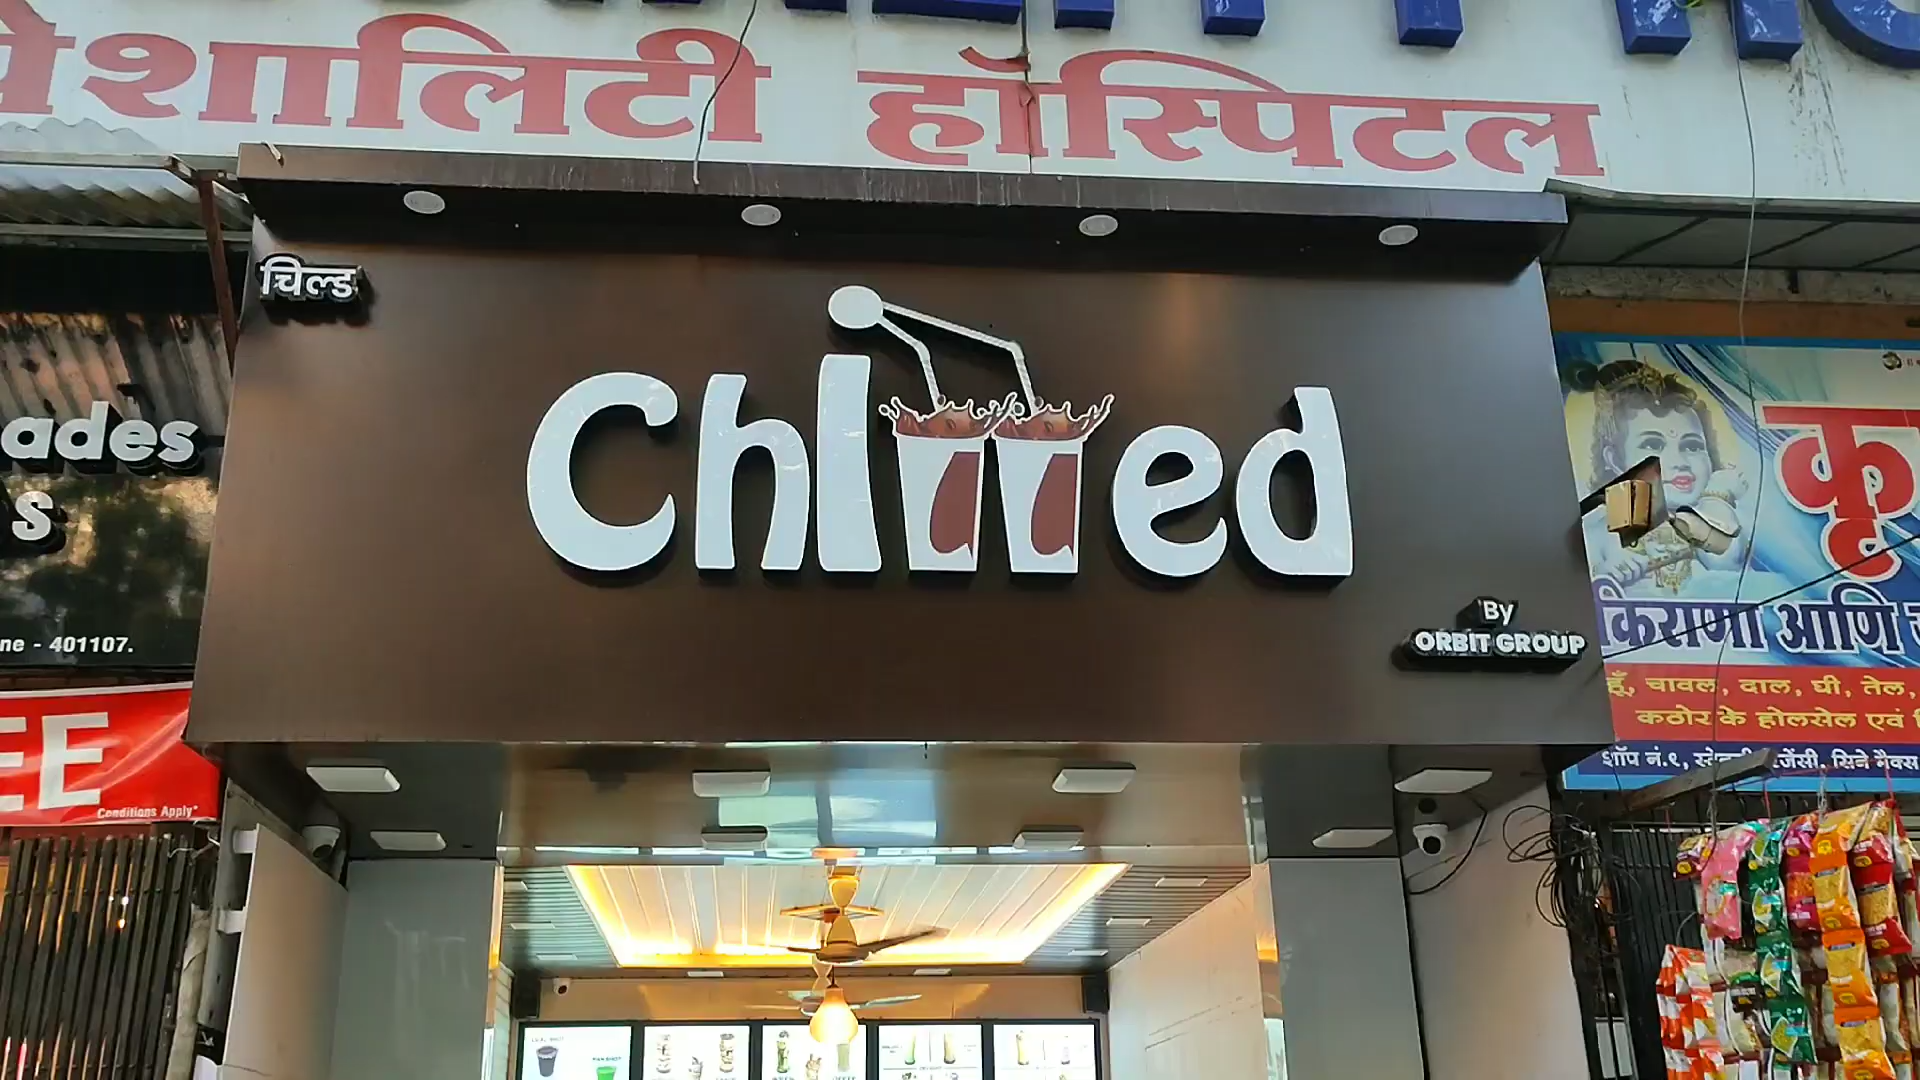 पेशालिटी हॉस्पिटल
चिल्ड
Chilled
By
ORBIT GROUP
ades
s
ne - 401107.
EE
Conditions Apply*
कृ
किराणा आणि
हूँ, चावल, दाल, घी, तेल,
कठोर के होलसेल एवं
शॉप नं.९,
सिने मैक्स